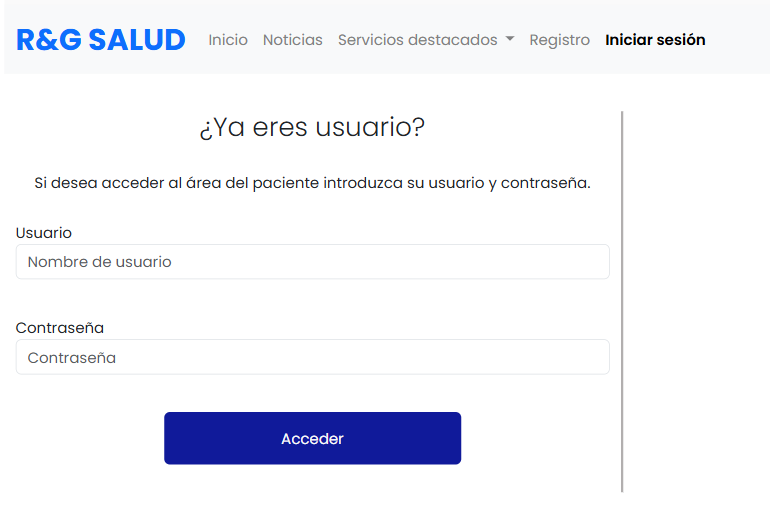 R&G SALUD Inicio Noticias Servicios destacados Registro Iniciar sesión
¿Ya eres usuario?
Si desea acceder al área del paciente introduzca su usuario y contraseña.
Usuario
Nombre de usuario
Contraseña
Contraseña
Acceder